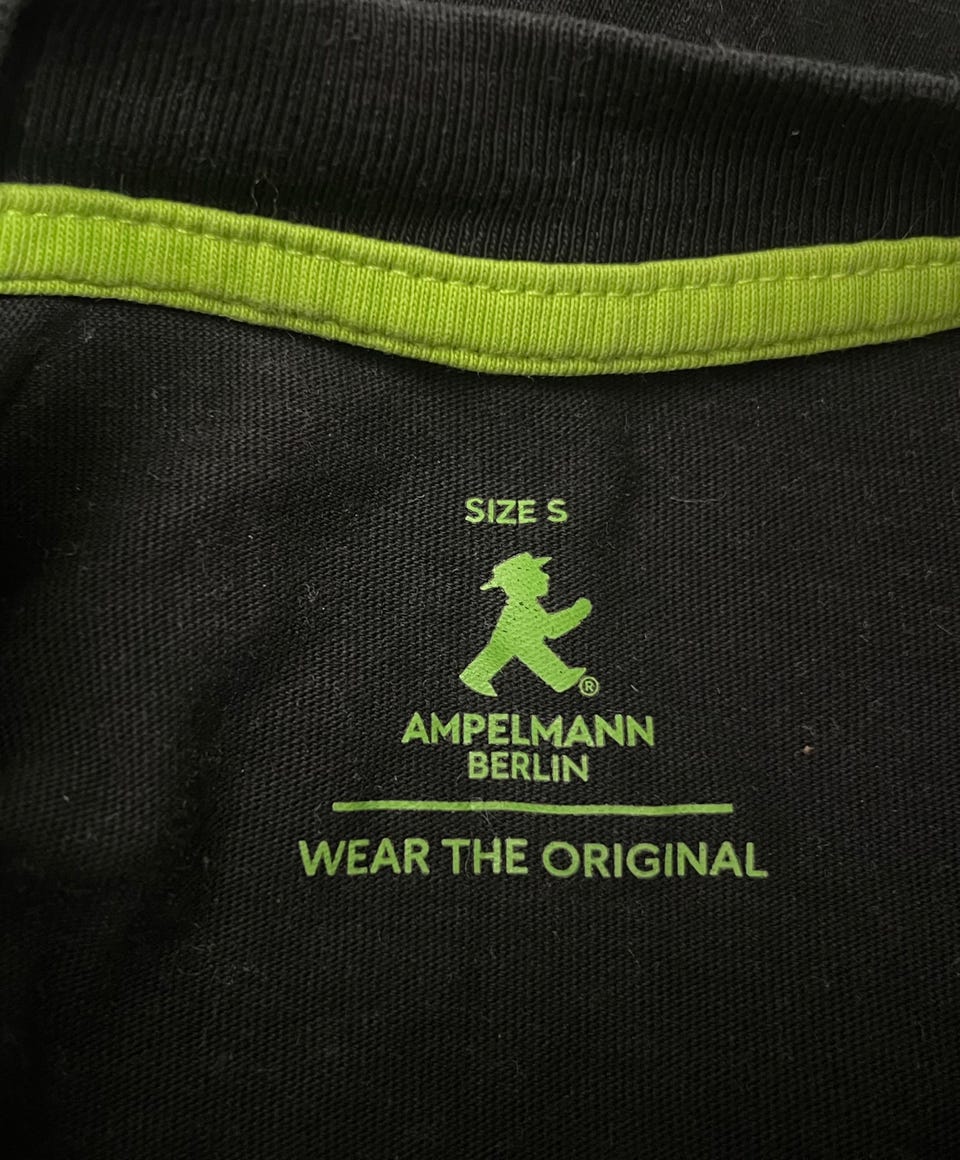 SIZE S
®
AMPELMANN
BERLIN
WEAR THE ORIGINAL